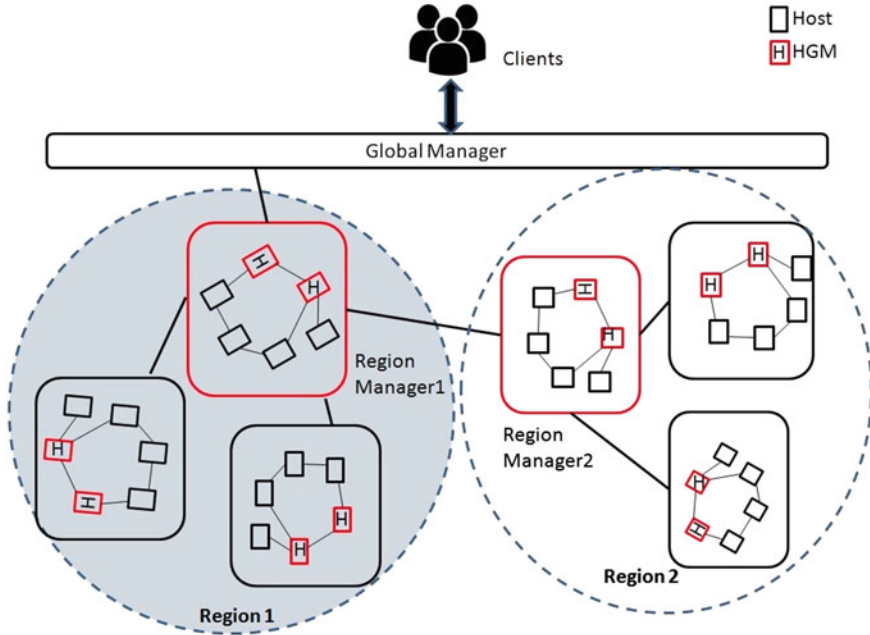 Host
H HGM
Clients
Global Manager
H
H
Region
Manager1
H
H
H
H
Region 1
H
H
Region
Manager2
H
H
H
H
Region 2